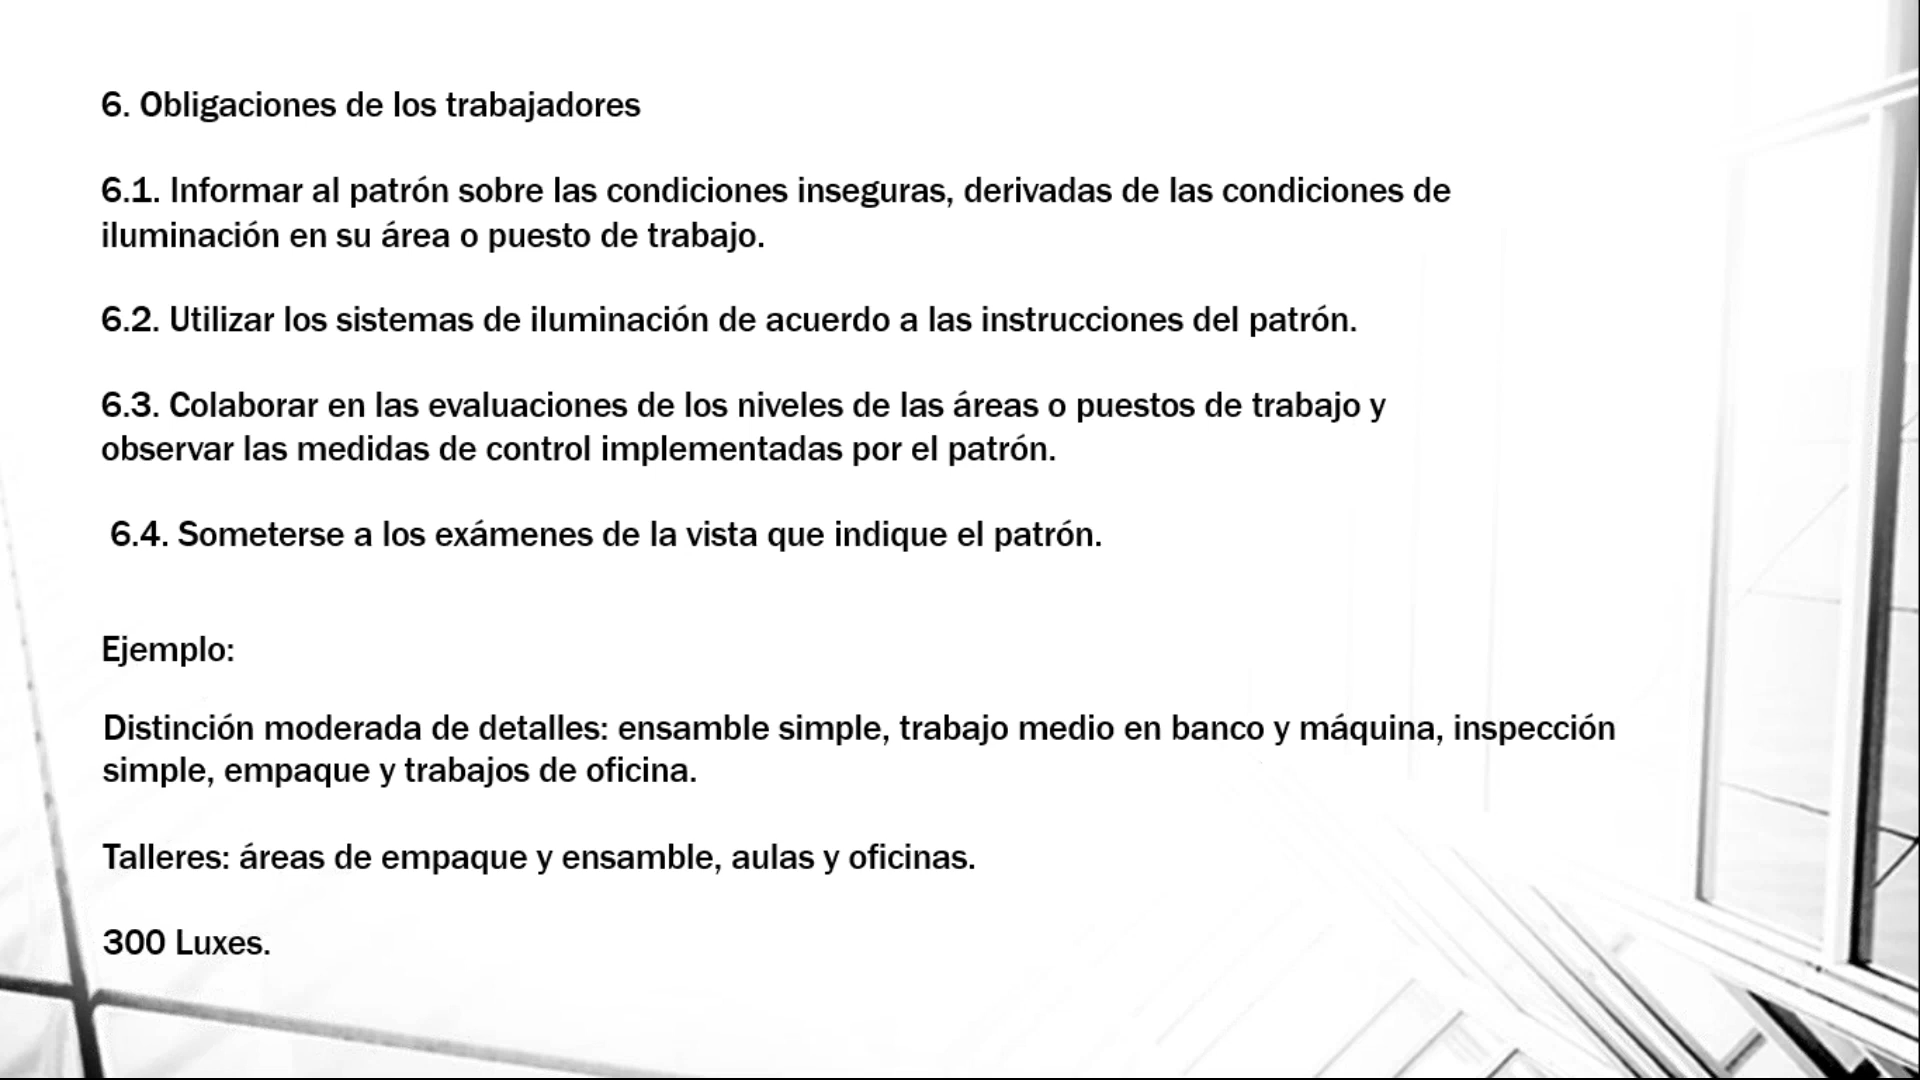 6. Obligaciones de los trabajadores
6.1. Informar al patrón sobre las condiciones inseguras, derivadas de las condiciones de
iluminación en su área o puesto de trabajo.
6.2. Utilizar los sistemas de iluminación de acuerdo a las instrucciones del patrón.
6.3. Colaborar en las evaluaciones de los niveles de las áreas o puestos de trabajo y
observar las medidas de control implementadas por el patrón.
6.4. Someterse a los exámenes de la vista que indique el patrón.
Ejemplo:
Distinción moderada de detalles: ensamble simple, trabajo medio en banco y máquina, inspección
simple, empaque y trabajos de oficina.
Talleres: áreas de empaque y ensamble, aulas y oficinas.
300 Luxes.